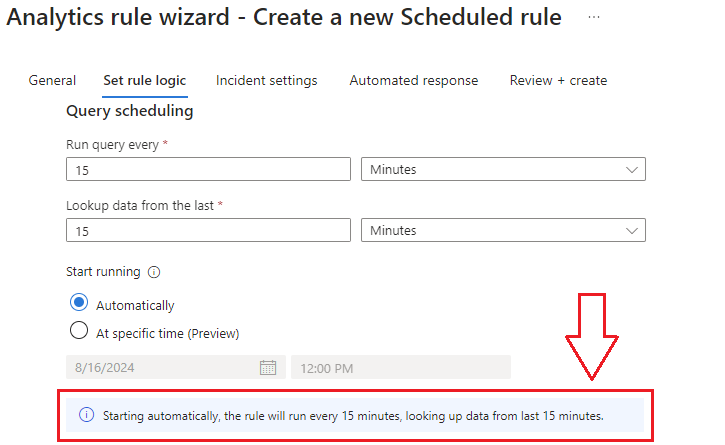 Analytics rule wizard - Create a new Scheduled rule ...
General Set rule logic Incident settings Automated response Review + create
Query scheduling
Run query every *
15 Minutes
Lookup data from the last *
15 Minutes
Start running
Automatically
At specific time (Preview)
8/16/2024 12:00 PM
Starting automatically, the rule will run every 15 minutes, looking up data from last 15 minutes.